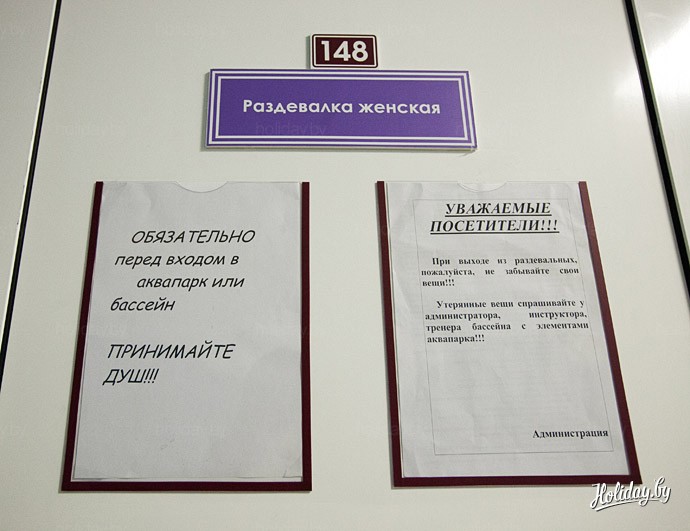 148
Раздевалка женская
ОБЯЗАТЕЛЬНО
перед входом в
аквапарк или
бассейн
ПРИНИМАЙТЕ
ДУШ!!!
УВАЖАЕМЫЕ
ПОСЕТИТЕЛИ!!!
При выходе из раздевальных,
пожалуйста, не забывайте свои
вещи!!!
Утерянные вещи спрашивайте у
администратора, инструктора,
тренера бассейна с элементами
аквапарка!!!
Администрация
Holiday.by